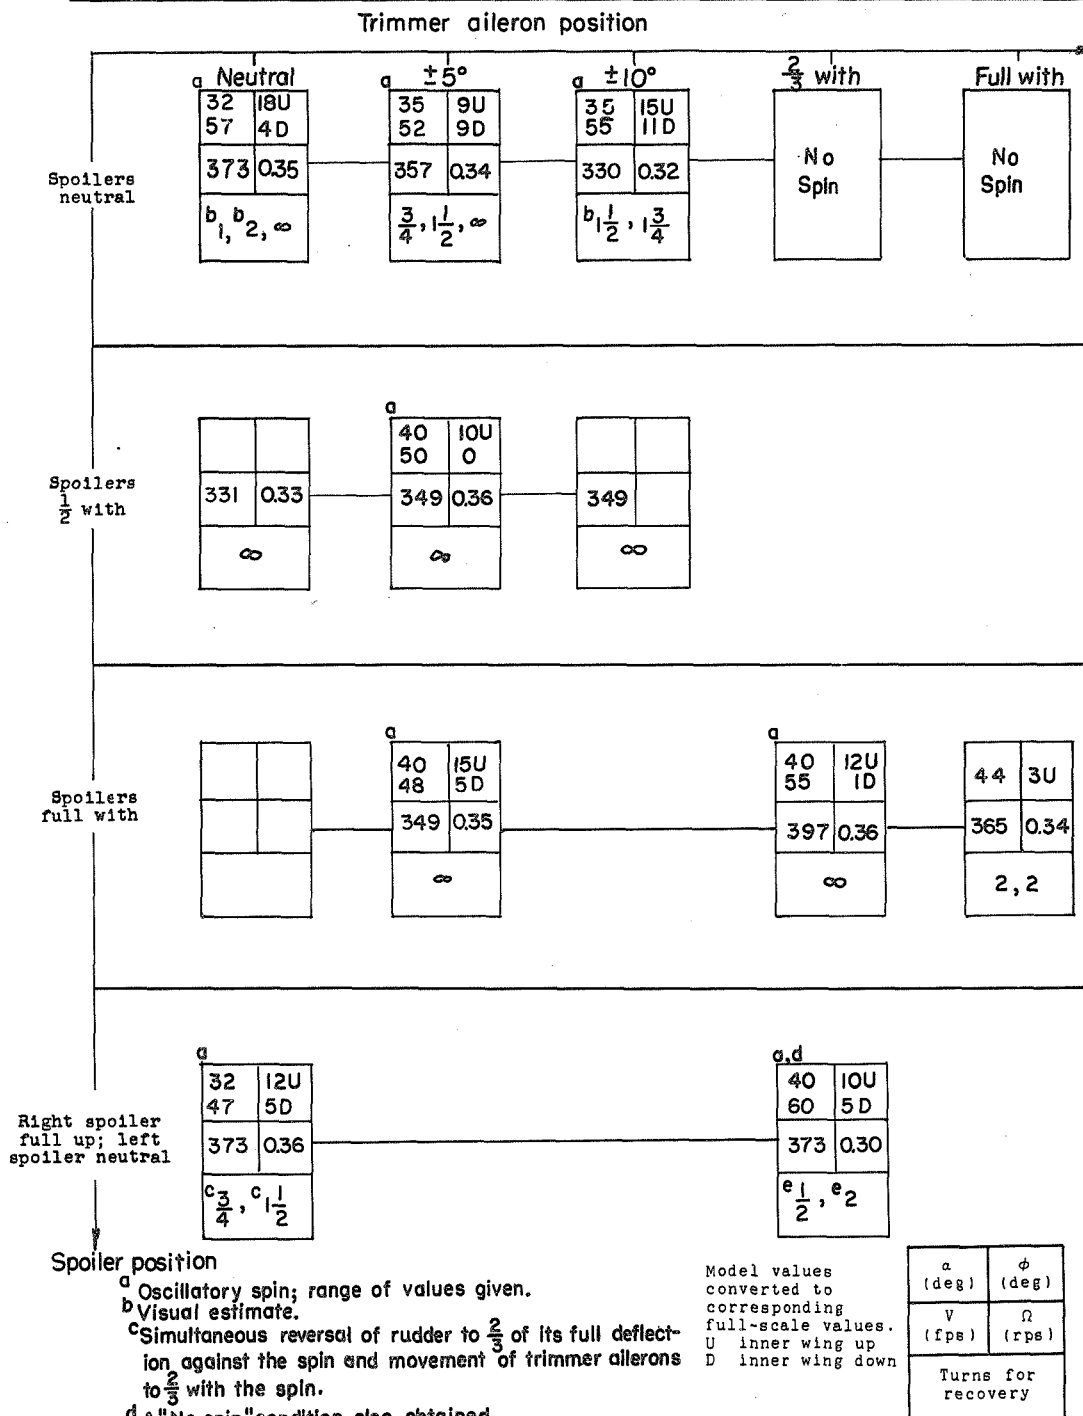 Trimmer aileron position
a Neutral
a ±5°
a ±10°
2/3 with
Full with
Spoilers neutral
32 18U
57 4D
373 0.35
b1, b2, ∞
35 9U
52 9D
357 0.34
3/4, 1 1/2, ∞
35 15U
55 11D
330 0.32
b1 1/2, 1 3/4
No
Spin
No
Spin
Spoilers
1/2 with
331 0.33
∞
a
40 10U
50 0
349 0.36
∞
349
∞
Spoilers
full with
a
40 15U
48 5D
349 0.35
∞
a
40 12U
55 1D
397 0.36
∞
44 3U
365 0.34
2, 2
Right spoiler
full up; left
spoiler neutral
a
32 12U
47 5D
373 0.36
c3/4, c1 1/2
a,d
40 10U
60 5D
373 0.30
e1/2, e2
Spoiler position
a Oscillatory spin; range of values given.
b Visual estimate.
c Simultaneous reversal of rudder to 2/3 of its full deflect-
ion against the spin and movement of trimmer ailerons
to 2/3 with the spin.
d A "No spin" condition also obtained
Model values
converted to
corresponding
full-scale values.
U inner wing up
D inner wing down
α ϕ
(deg) (deg)
V Ω
(fps) (rps)
Turns for
recovery